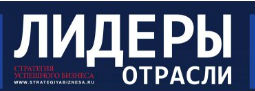 ЛИДЕРЫ
СТРАТЕГИЯ
УСПЕШНОГО БИЗНЕСА
WWW.STRATEGIYABIZNESA.RU
ОТРАСЛИ